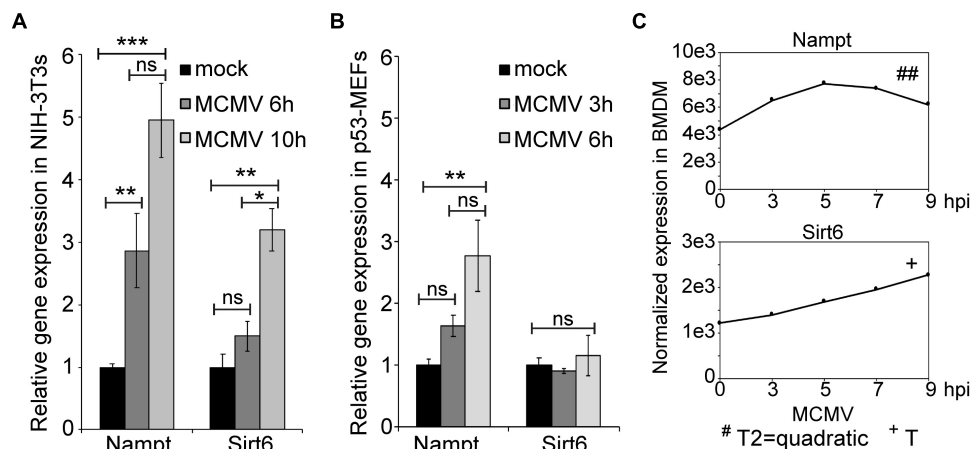 A
Relative gene expression in NIH-3T3s
6
5
4
3
2
1
0
***
ns
**
**
*
ns
mock
MCMV 6h
MCMV 10h
Nampt
Sirt6
B
Relative gene expression in p53-MEFs
6
5
4
3
2
1
0
**
ns
ns
ns
mock
MCMV 3h
MCMV 6h
Nampt
Sirt6
C
Normalized expression in BMDM
Nampt
10e3
8e3
6e3
4e3
2e3
0
##
0 3 5 7 9 hpi
Sirt6
3e3
2e3
1e3
0
+
0 3 5 7 9 hpi
MCMV
# T2=quadratic + T